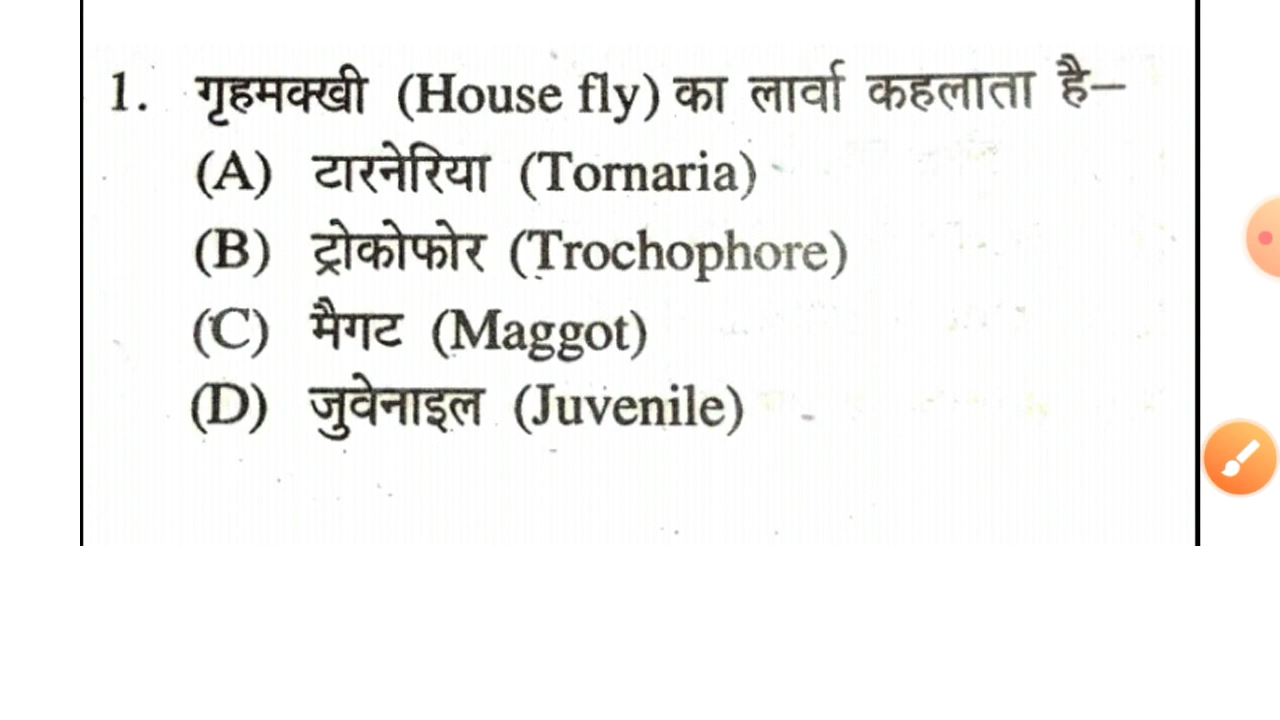 1. गृहमक्खी (House fly) का लार्वा कहलाता है–
(A) टारनेरिया (Tornaria)
(B) ट्रोकोफोर (Trochophore)
(C) मैगट (Maggot)
(D) जुवेनाइल (Juvenile)